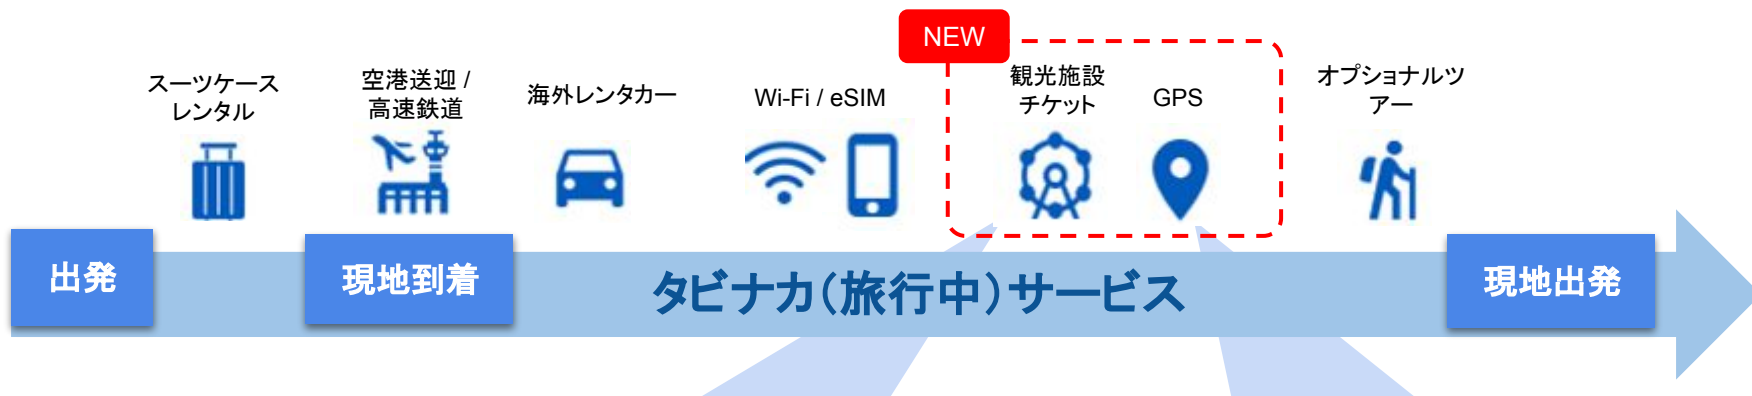 NEW
スーツケース
レンタル
空港送迎 /
高速鉄道
海外レンタカー
Wi-Fi / eSIM
観光施設
チケット
GPS
オプショナルツ
アー
出発
現地到着
タビナカ(旅行中)サービス
現地出発